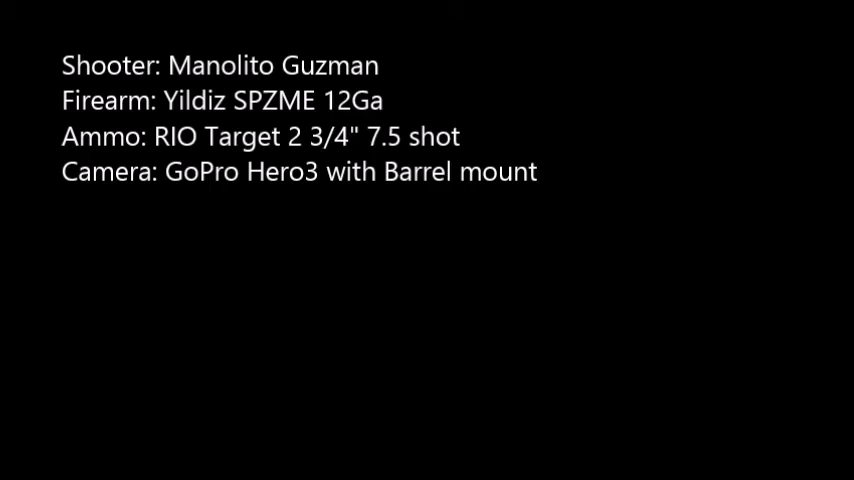 Shooter: Manolito Guzman
Firearm: Yildiz SPZME 12Ga
Ammo: RIO Target 2 3/4" 7.5 shot
Camera: GoPro Hero3 with Barrel mount